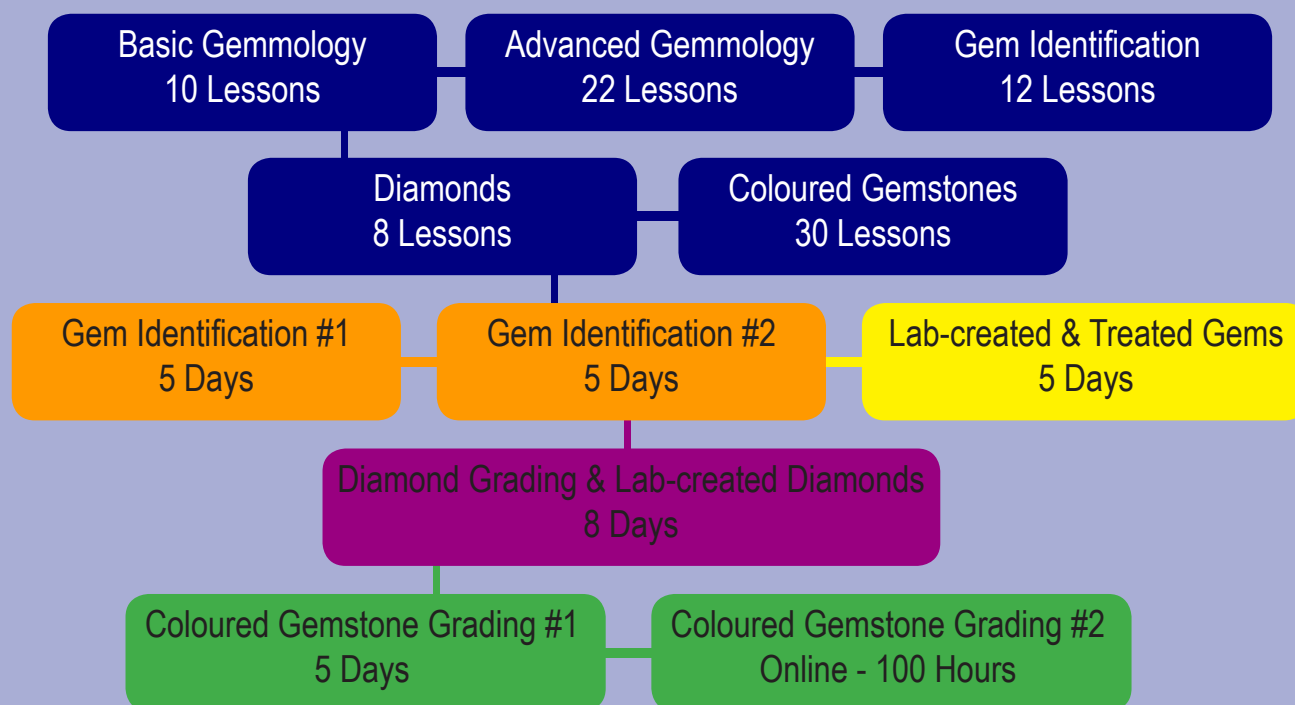 Basic Gemmology
10 Lessons
Advanced Gemmology
22 Lessons
Gem Identification
12 Lessons
Diamonds
8 Lessons
Coloured Gemstones
30 Lessons
Gem Identification #1
5 Days
Gem Identification #2
5 Days
Lab-created & Treated Gems
5 Days
Diamond Grading & Lab-created Diamonds
8 Days
Coloured Gemstone Grading #1
5 Days
Coloured Gemstone Grading #2
Online - 100 Hours